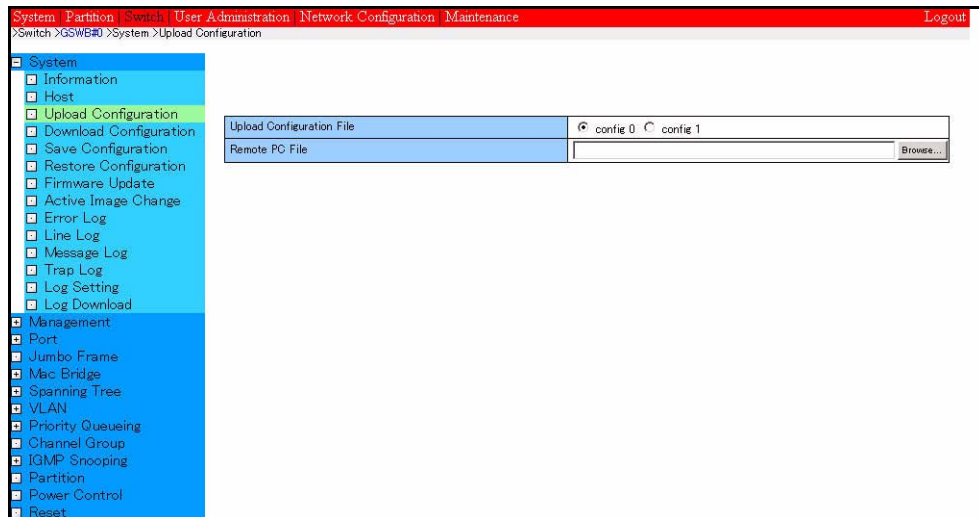 System | Partition | Switch | User Administration | Network Configuration | Maintenance Logout
>Switch >GSWB#0 >System >Upload Configuration
System
Information
Host
Upload Configuration
Download Configuration
Save Configuration
Restore Configuration
Firmware Update
Active Image Change
Error Log
Line Log
Message Log
Trap Log
Log Setting
Log Download
Management
Port
Jumbo Frame
Mac Bridge
Spanning Tree
VLAN
Priority Queueing
Channel Group
IGMP Snooping
Partition
Power Control
Reset
Upload Configuration File config 0 config 1
Remote PC File Browse...